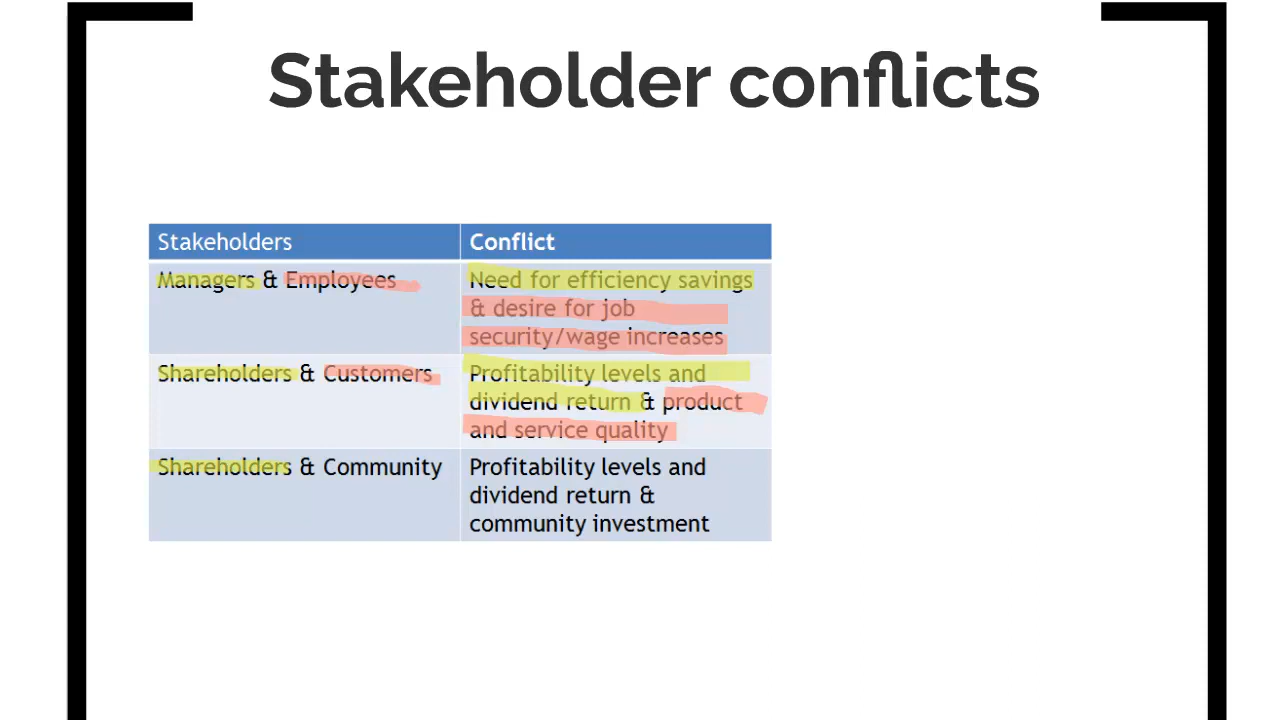 Stakeholder conflicts
Stakeholders
Conflict
Managers & Employees
Need for efficiency savings
& desire for job
security/wage increases
Shareholders & Customers
Profitability levels and
dividend return & product
and service quality
Shareholders & Community
Profitability levels and
dividend return &
community investment